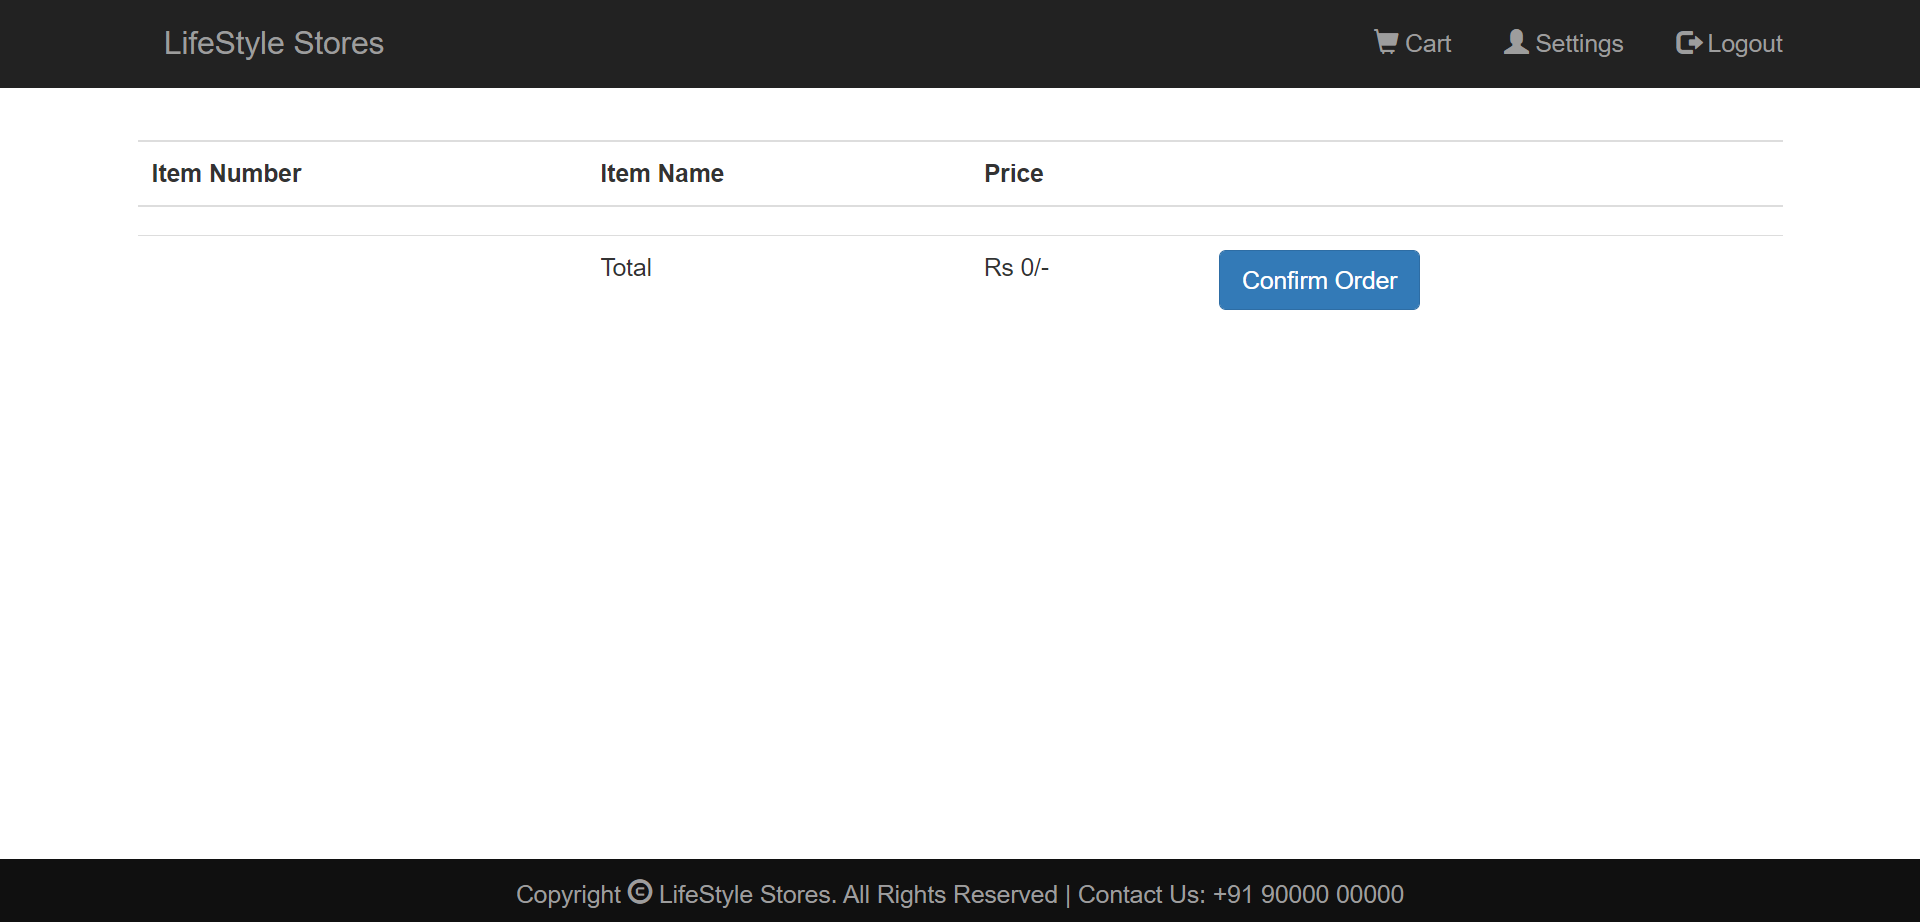 LifeStyle Stores Cart Settings Logout
Item Number Item Name Price
Total Rs 0/- Confirm Order
Copyright © LifeStyle Stores. All Rights Reserved | Contact Us: +91 90000 00000